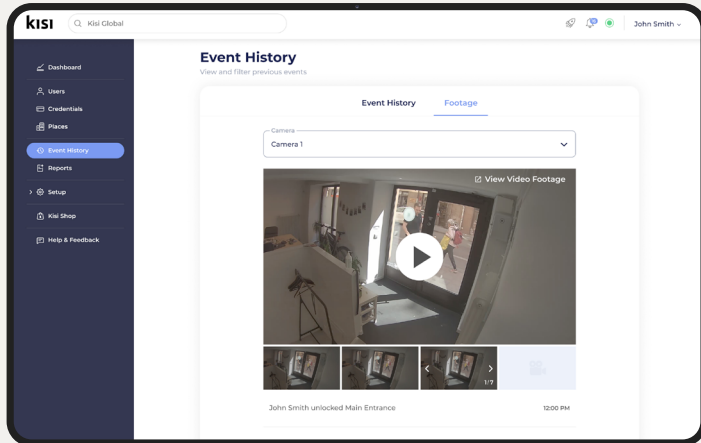 kisi
Kisi Global
John Smith
Dashboard
Users
Credentials
Places
Event History
Reports
Setup
Kisi Shop
Help & Feedback
Event History
View and filter previous events
Event History
Footage
Camera
Camera 1
View Video Footage
1/7
John Smith unlocked Main Entrance
12:00 PM